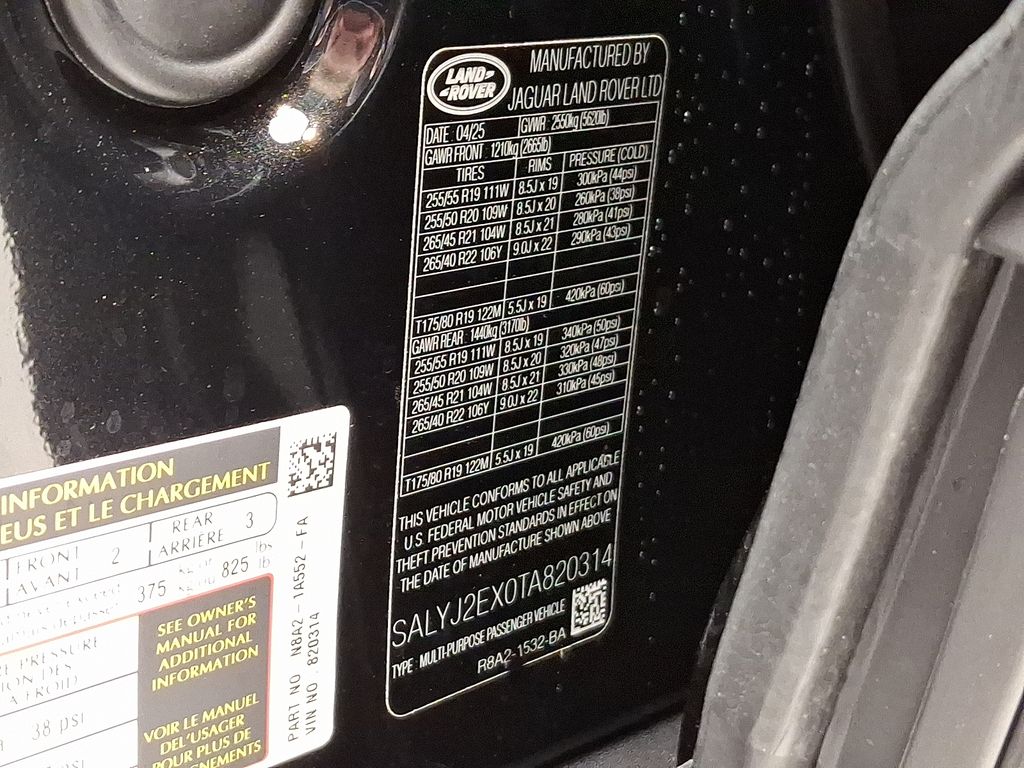 LAND-
-ROVER
MANUFACTURED BY
JAGUAR LAND ROVER LTD
DATE : 04/25 GVWR : 2550kg (5620lb)
GAWR FRONT : 1210kg (2665lb)
TIRES RIMS PRESSURE (COLD)
255/55 R19 111W 8.5J x 19 300kPa (44psi)
255/50 R20 109W 8.5J x 20 260kPa (38psi)
265/45 R21 104W 8.5J x 21 280kPa (41psi)
265/40 R22 106Y 9.0J x 22 290kPa (43psi)
T175/80 R19 122M 5.5J x 19 420kPa (60psi)
GAWR REAR : 1440kg (3170lb)
255/55 R19 111W 8.5J x 19 340kPa (50psi)
255/50 R20 109W 8.5J x 20 320kPa (47psi)
265/45 R21 104W 8.5J x 21 330kPa (48psi)
265/40 R22 106Y 9.0J x 22 310kPa (45psi)
T175/80 R19 122M 5.5J x 19 420kPa (60psi)
THIS VEHICLE CONFORMS TO ALL APPLICABLE
U.S. FEDERAL MOTOR VEHICLE SAFETY AND
THEFT PREVENTION STANDARDS IN EFFECT ON
THE DATE OF MANUFACTURE SHOWN ABOVE
SALYJ2EX0TA820314
TYPE : MULTI-PURPOSE PASSENGER VEHICLE
R8A2-1532-BA
INFORMATION
EUS ET LE CHARGEMENT
FRONT 2 REAR 3
AVANT ARRIÈRE
375 825 lbs
lb
SEE OWNER'S
MANUAL FOR
ADDITIONAL
INFORMATION
PRESSURE
ION DES
À FROID
38 psi
VOIR LE MANUEL
DEL'USAGER
POUR PLUS DE
GNEMENTS
psi
PART NO. N8A2 - 1A552 - FA
VIN NO. 820314